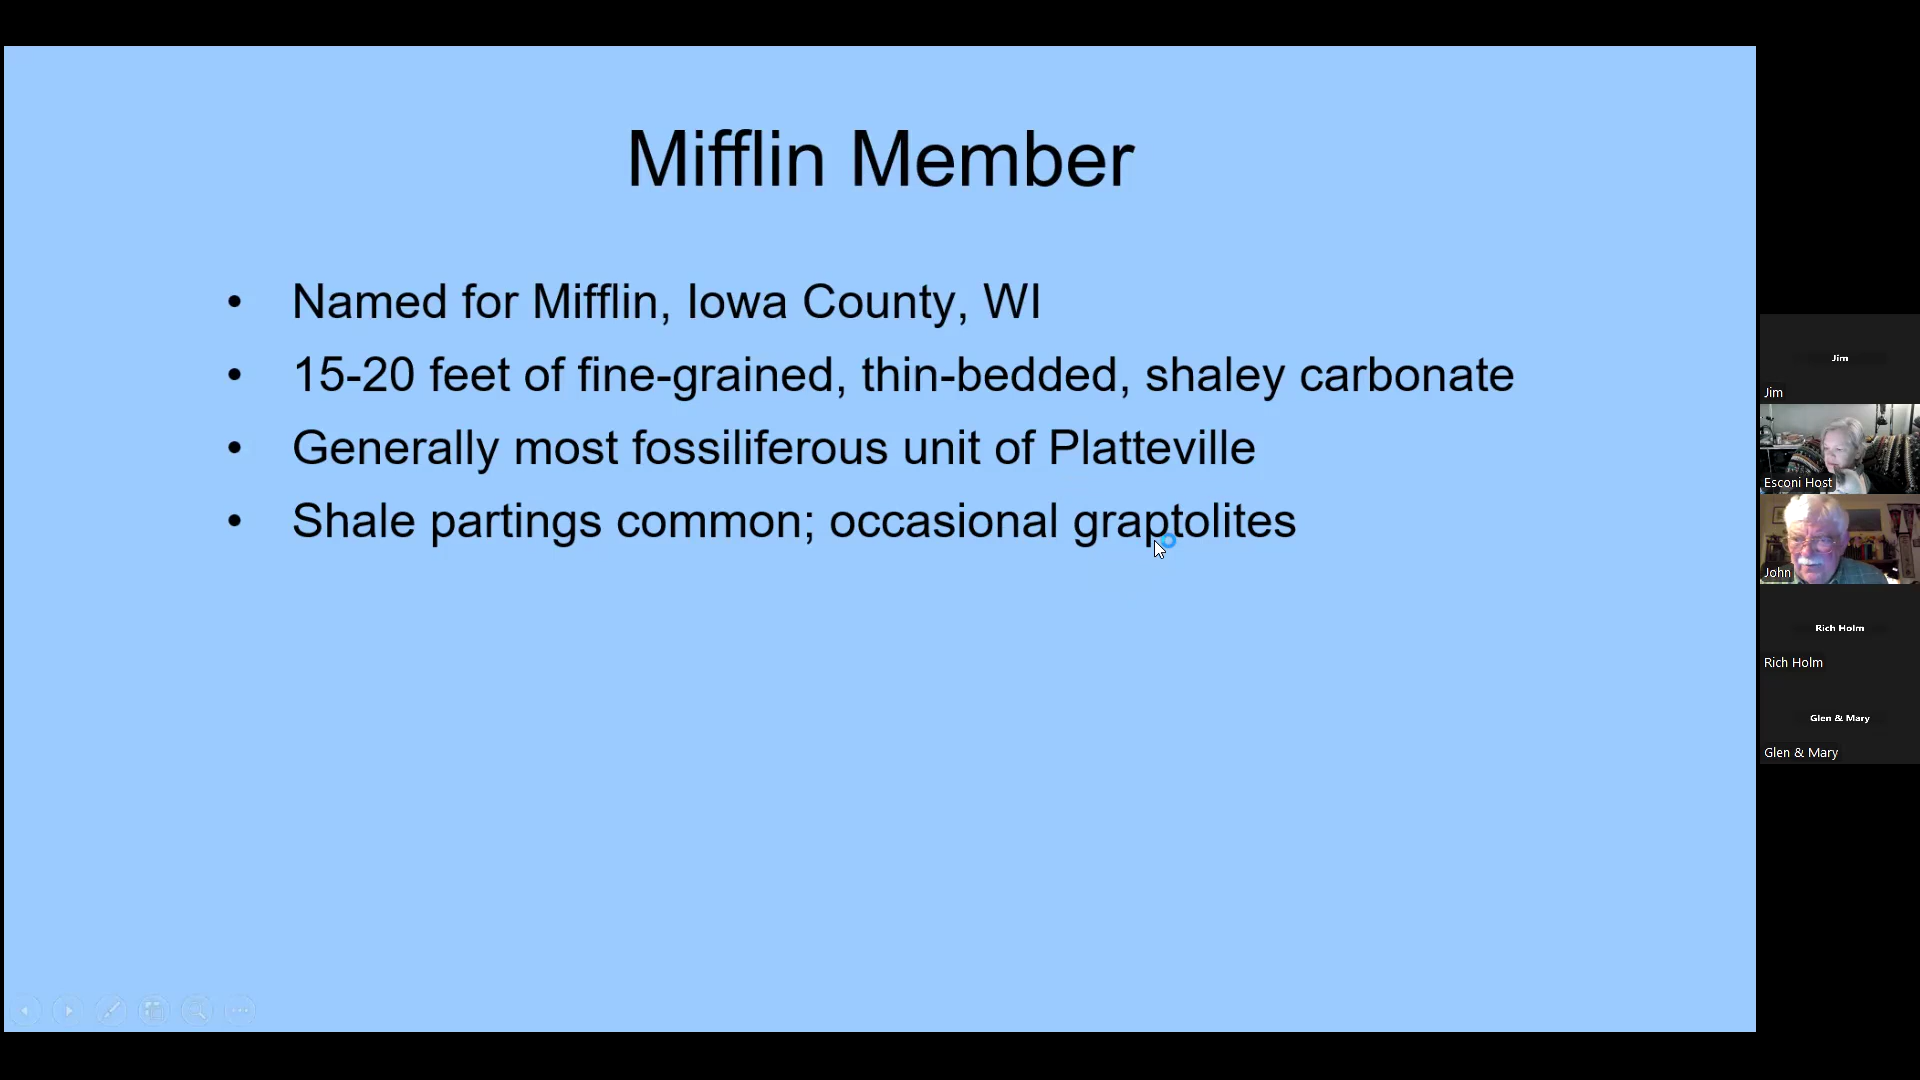 Mifflin Member
• Named for Mifflin, Iowa County, WI
• 15-20 feet of fine-grained, thin-bedded, shaley carbonate
• Generally most fossiliferous unit of Platteville
• Shale partings common; occasional graptolites
Jim
Jim
Esconi Host
John
Rich Holm
Rich Holm
Glen & Mary
Glen & Mary